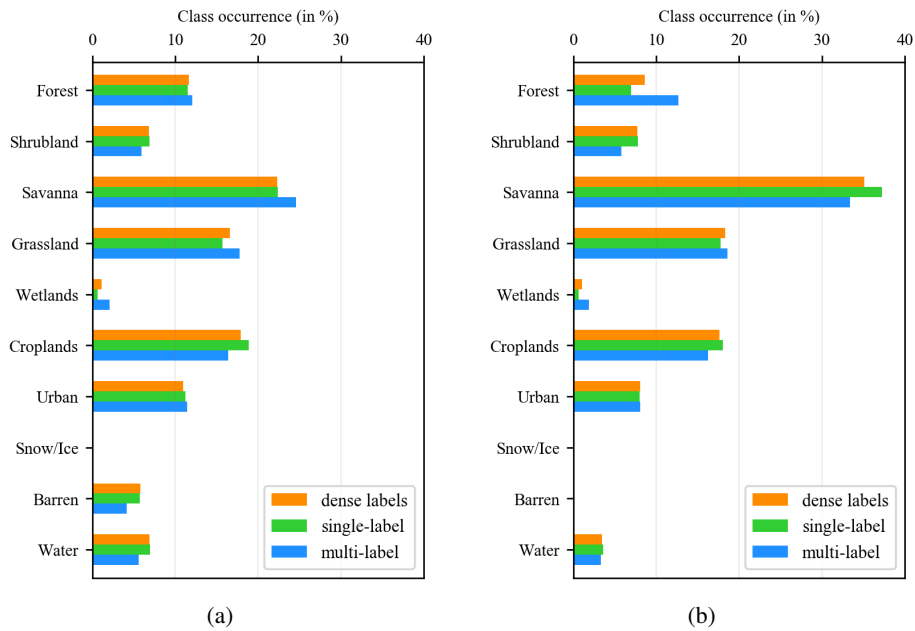 Class occurrence (in %)
0 10 20 30 40
Forest
Shrubland
Savanna
Grassland
Wetlands
Croplands
Urban
Snow/Ice
Barren
Water
dense labels
single-label
multi-label
(a)
Class occurrence (in %)
0 10 20 30 40
Forest
Shrubland
Savanna
Grassland
Wetlands
Croplands
Urban
Snow/Ice
Barren
Water
dense labels
single-label
multi-label
(b)